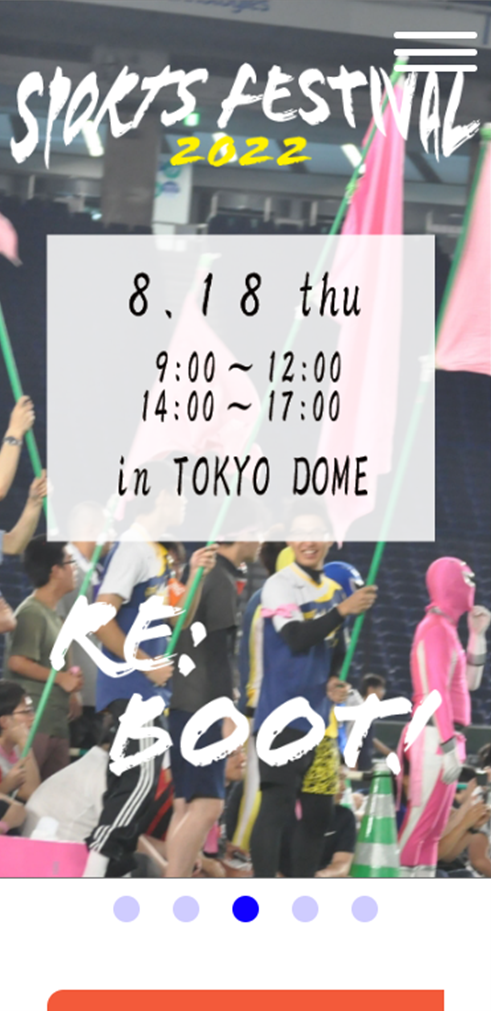 SPORTS FESTIVAL
2022
8、18 thu
9:00～12:00
14:00～17:00
in TOKYO DOME
RE:
BOOT!